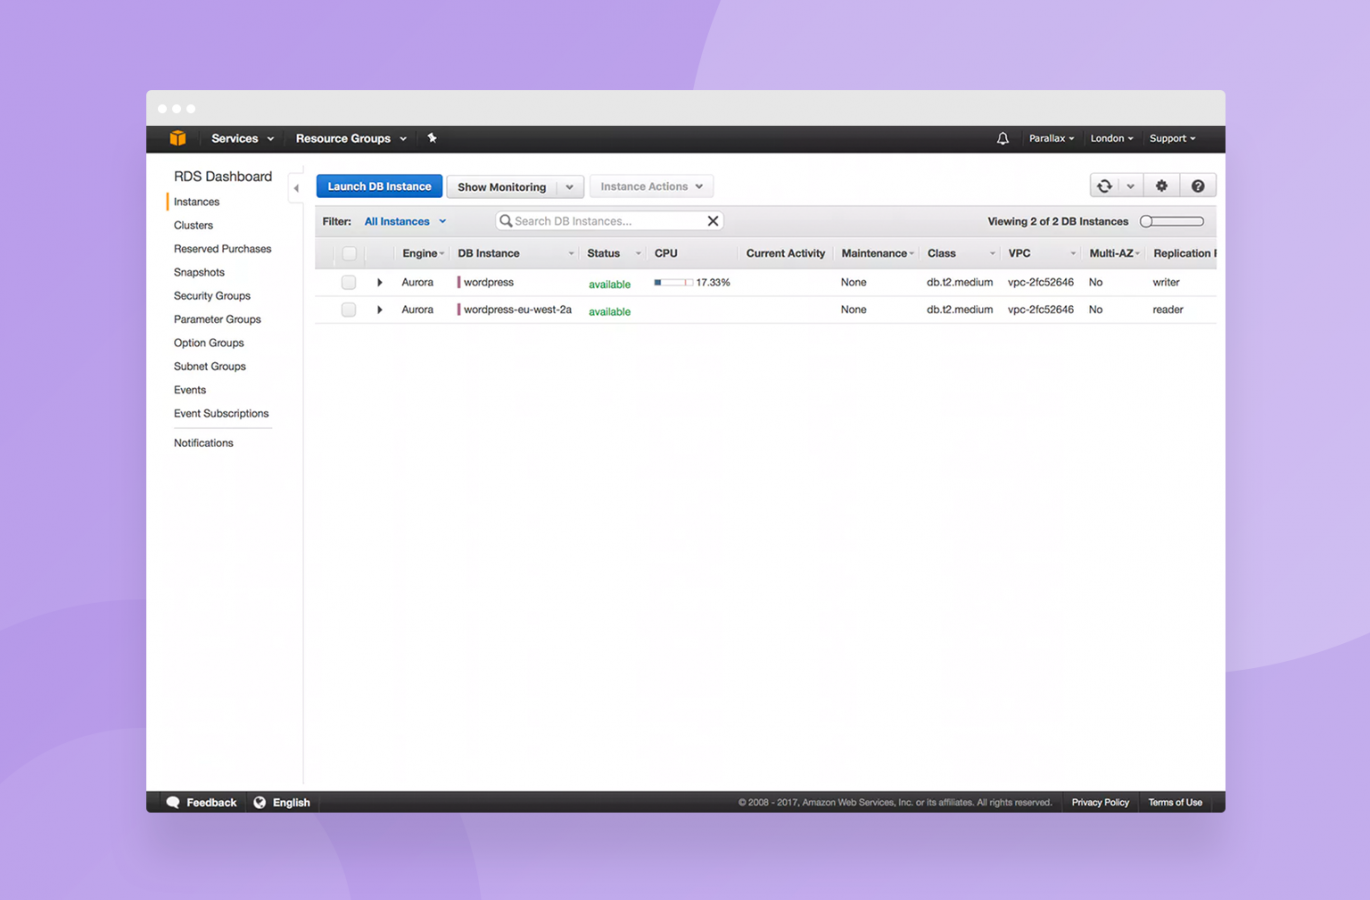 Services Resource Groups Parallax London Support
RDS Dashboard
Instances
Clusters
Reserved Purchases
Snapshots
Security Groups
Parameter Groups
Option Groups
Subnet Groups
Events
Event Subscriptions
Notifications
Launch DB Instance Show Monitoring Instance Actions
Filter: All Instances Search DB Instances... Viewing 2 of 2 DB Instances
Engine DB Instance Status CPU Current Activity Maintenance Class VPC Multi-AZ Replication
Aurora wordpress available 17.33% None db.t2.medium vpc-2fc52646 No writer
Aurora wordpress-eu-west-2a available None db.t2.medium vpc-2fc52646 No reader
Feedback English © 2008 - 2017, Amazon Web Services, Inc. or its affiliates. All rights reserved. Privacy Policy Terms of Use